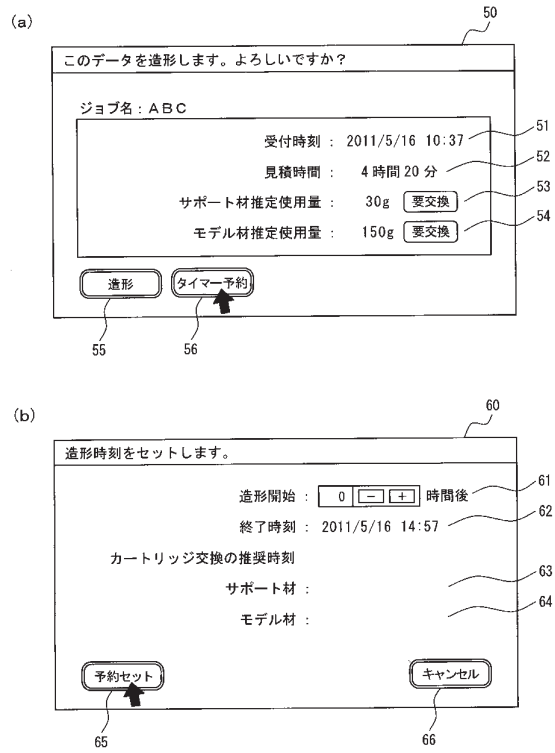 (a)
50
このデータを造形します。よろしいですか？
ジョブ名：ＡＢＣ
受付時刻： 2011/5/16 10:37 51
見積時間： 4時間20分 52
サポート材推定使用量： 30g 要交換 53
モデル材推定使用量： 150g 要交換 54
造形 タイマー予約
55 56
(b)
60
造形時刻をセットします。
造形開始： 0 － ＋ 時間後 61
終了時刻： 2011/5/16 14:57 62
カートリッジ交換の推奨時刻
サポート材： 63
モデル材： 64
予約セット キャンセル
65 66